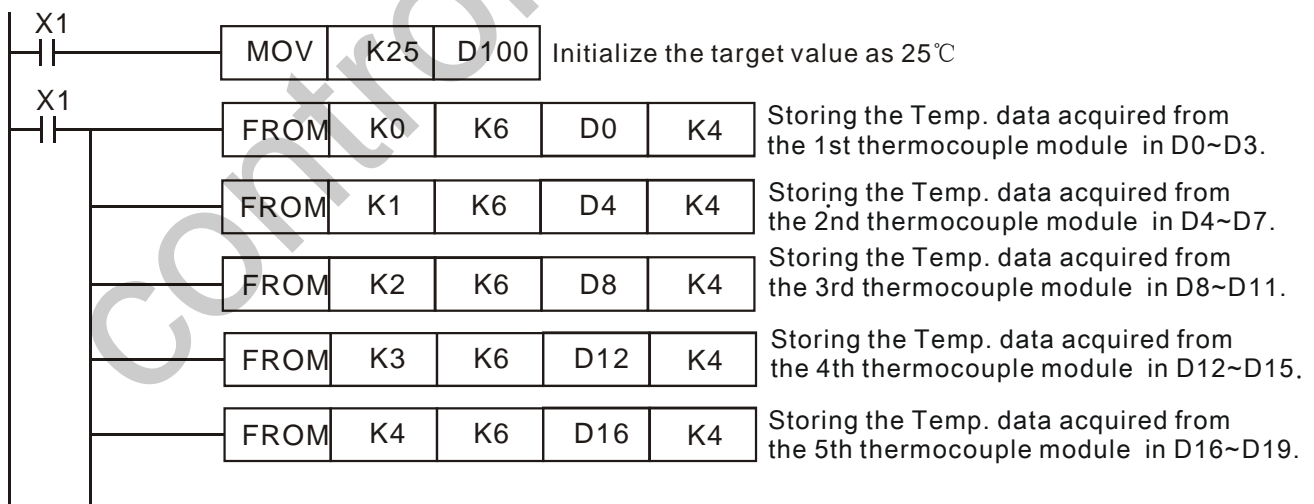 X1
MOV K25 D100 Initialize the target value as 25℃
X1
FROM K0 K6 D0 K4 Storing the Temp. data acquired from
the 1st thermocouple module in D0~D3.
FROM K1 K6 D4 K4 Storing the Temp. data acquired from
the 2nd thermocouple module in D4~D7.
FROM K2 K6 D8 K4 Storing the Temp. data acquired from
the 3rd thermocouple module in D8~D11.
FROM K3 K6 D12 K4 Storing the Temp. data acquired from
the 4th thermocouple module in D12~D15.
FROM K4 K6 D16 K4 Storing the Temp. data acquired from
the 5th thermocouple module in D16~D19.
contro